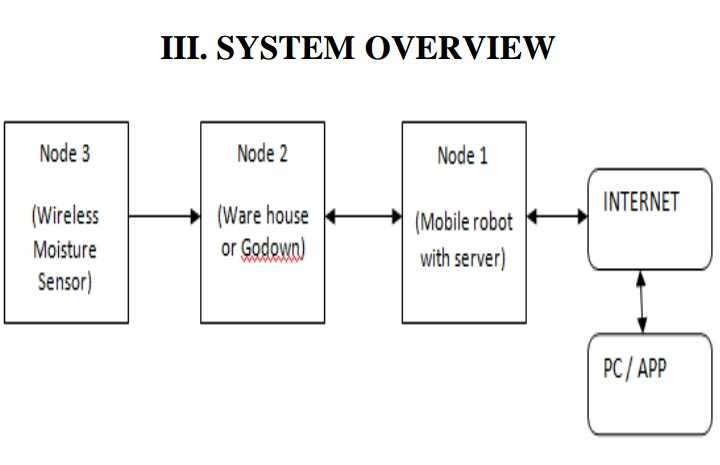 III. SYSTEM OVERVIEW
Node 3
(Wireless
Moisture
Sensor)
Node 2
(Ware house
or Godown)
Node 1
(Mobile robot
with server)
INTERNET
PC / APP